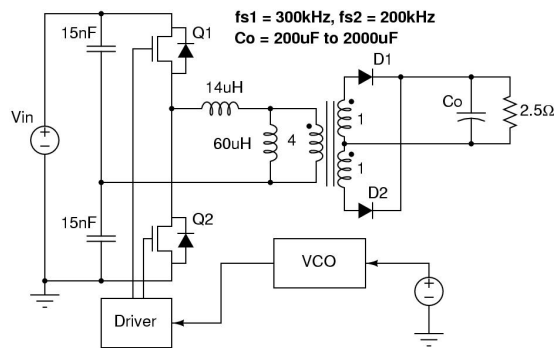 fs1 = 300kHz, fs2 = 200kHz
Co = 200uF to 2000uF
15nF
Q1
D1
14uH
Vin
60uH
4
1
Co
2.5Ω
1
15nF
Q2
D2
VCO
Driver